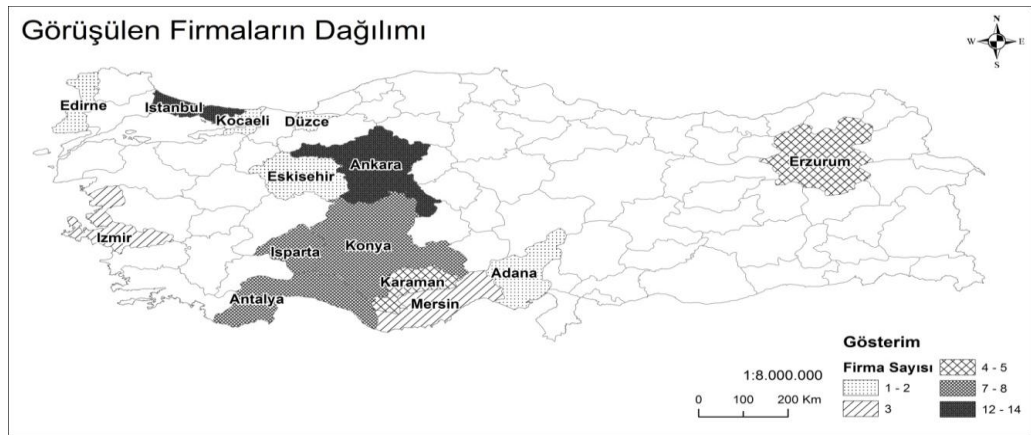 Görüşülen Firmaların Dağılımı
N
W E
S
Edirne
Istanbul
Kocaeli
Düzce
Ankara
Eskisehir
Erzurum
Izmir
Isparta
Konya
Antalya
Karaman
Mersin
Adana
Gösterim
Firma Sayısı
1 - 2
3
4 - 5
7 - 8
12 - 14
1:8.000.000
0 100 200 Km